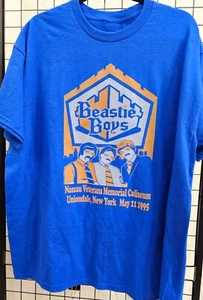 Beastie
Boys
Nassau Veterans Memorial Coliseum
Uniondale, New York May 11 1995